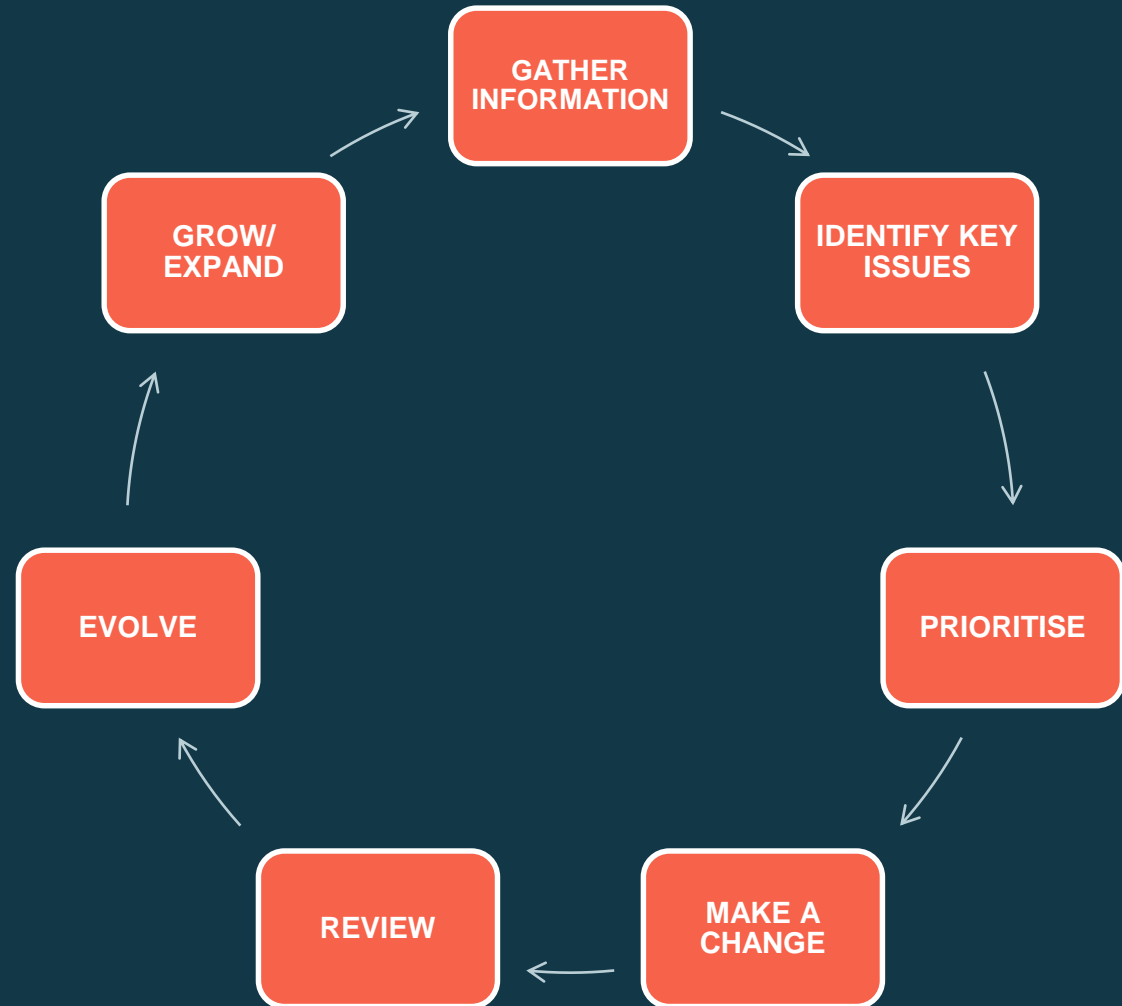 GATHER
INFORMATION
IDENTIFY KEY
ISSUES
PRIORITISE
MAKE A
CHANGE
REVIEW
EVOLVE
GROW/
EXPAND